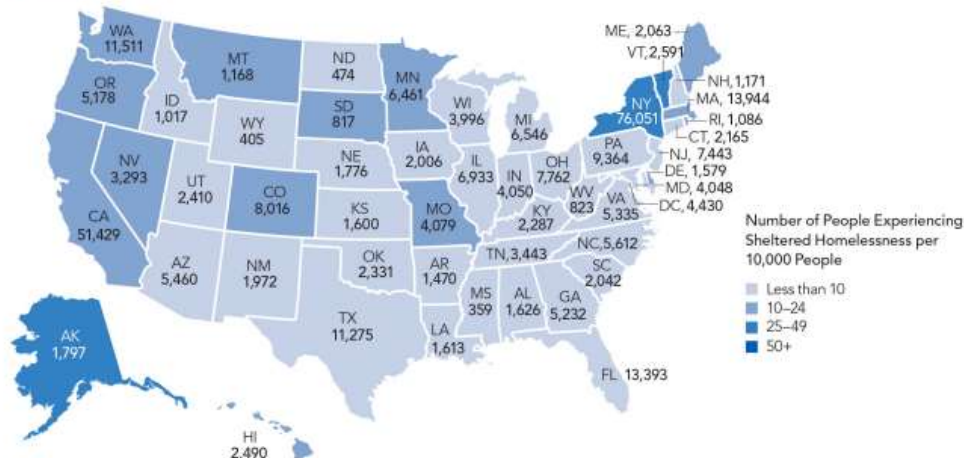 WA
11,511
MT
1,168
ND
474
MN
6,461
ME, 2,063
VT, 2,591
NH, 1,171
MA, 13,944
RI, 1,086
CT, 2,165
NJ, 7,443
DE, 1,579
MD, 4,048
DC, 4,430
OR
5,178
ID
1,017
WY
405
SD
817
WI
3,996
MI
6,546
NY
76,051
NV
3,293
UT
2,410
CO
8,016
NE
1,776
IA
2,006
IL
6,933
IN
4,050
OH
7,762
PA
9,364
CA
51,429
KS
1,600
MO
4,079
KY
2,287
WV
823
VA
5,335
AZ
5,460
NM
1,972
OK
2,331
AR
1,470
TN, 3,443
NC, 5,612
SC
2,042
TX
11,275
LA
1,613
MS
359
AL
1,626
GA
5,232
FL 13,393
AK
1,797
HI
2,490
Number of People Experiencing
Sheltered Homelessness per
10,000 People
Less than 10
10–24
25–49
50+